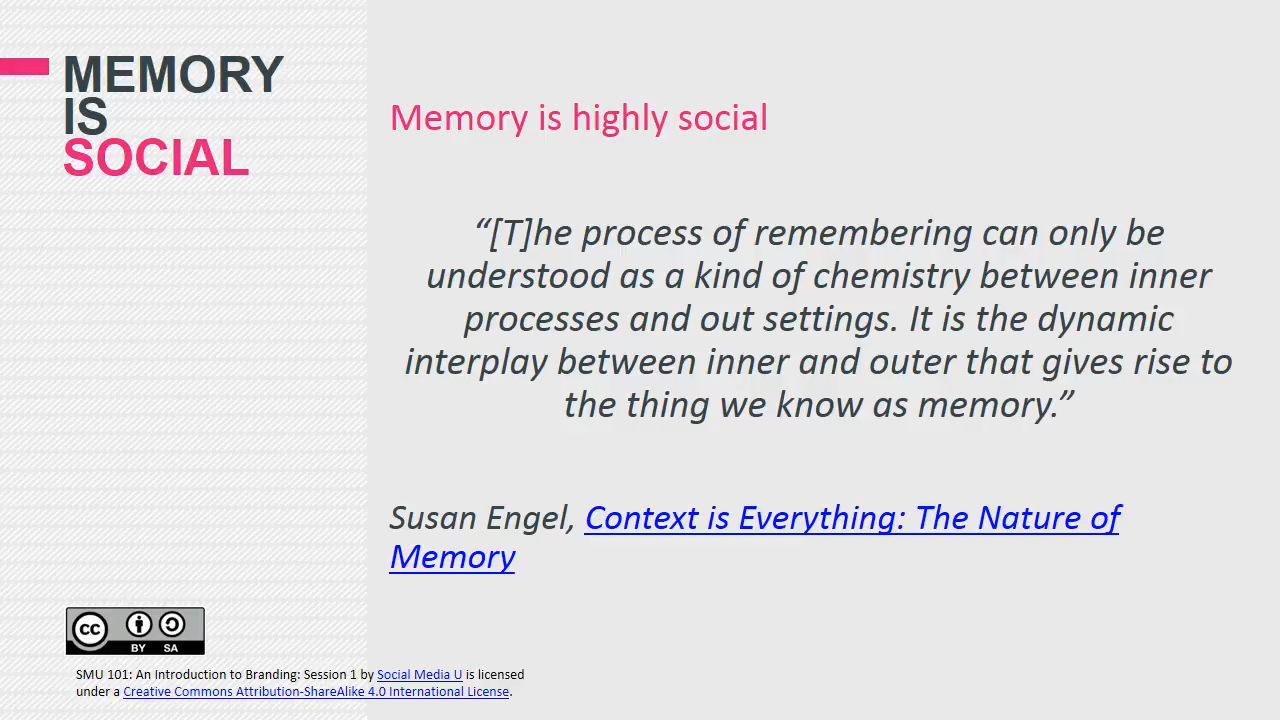 MEMORY
IS
SOCIAL
Memory is highly social
“[T]he process of remembering can only be
understood as a kind of chemistry between inner
processes and out settings. It is the dynamic
interplay between inner and outer that gives rise to
the thing we know as memory.”
Susan Engel, Context is Everything: The Nature of
Memory
cc
BY SA
SMU 101: An Introduction to Branding: Session 1 by Social Media U is licensed
under a Creative Commons Attribution-ShareAlike 4.0 International License.